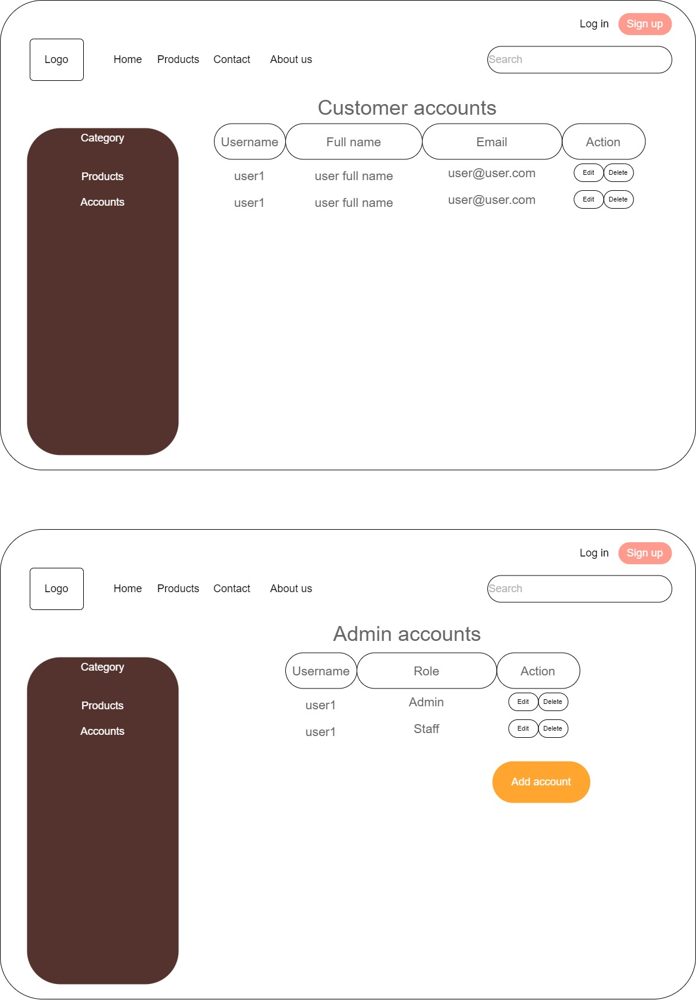 Log in Sign up
Logo Home Products Contact About us Search
Customer accounts
Category
Username Full name Email Action
Products
user1 user full name user@user.com Edit Delete
Accounts
user1 user full name user@user.com Edit Delete
Log in Sign up
Logo Home Products Contact About us Search
Admin accounts
Category
Username Role Action
Products
user1 Admin Edit Delete
Accounts
user1 Staff Edit Delete
Add account